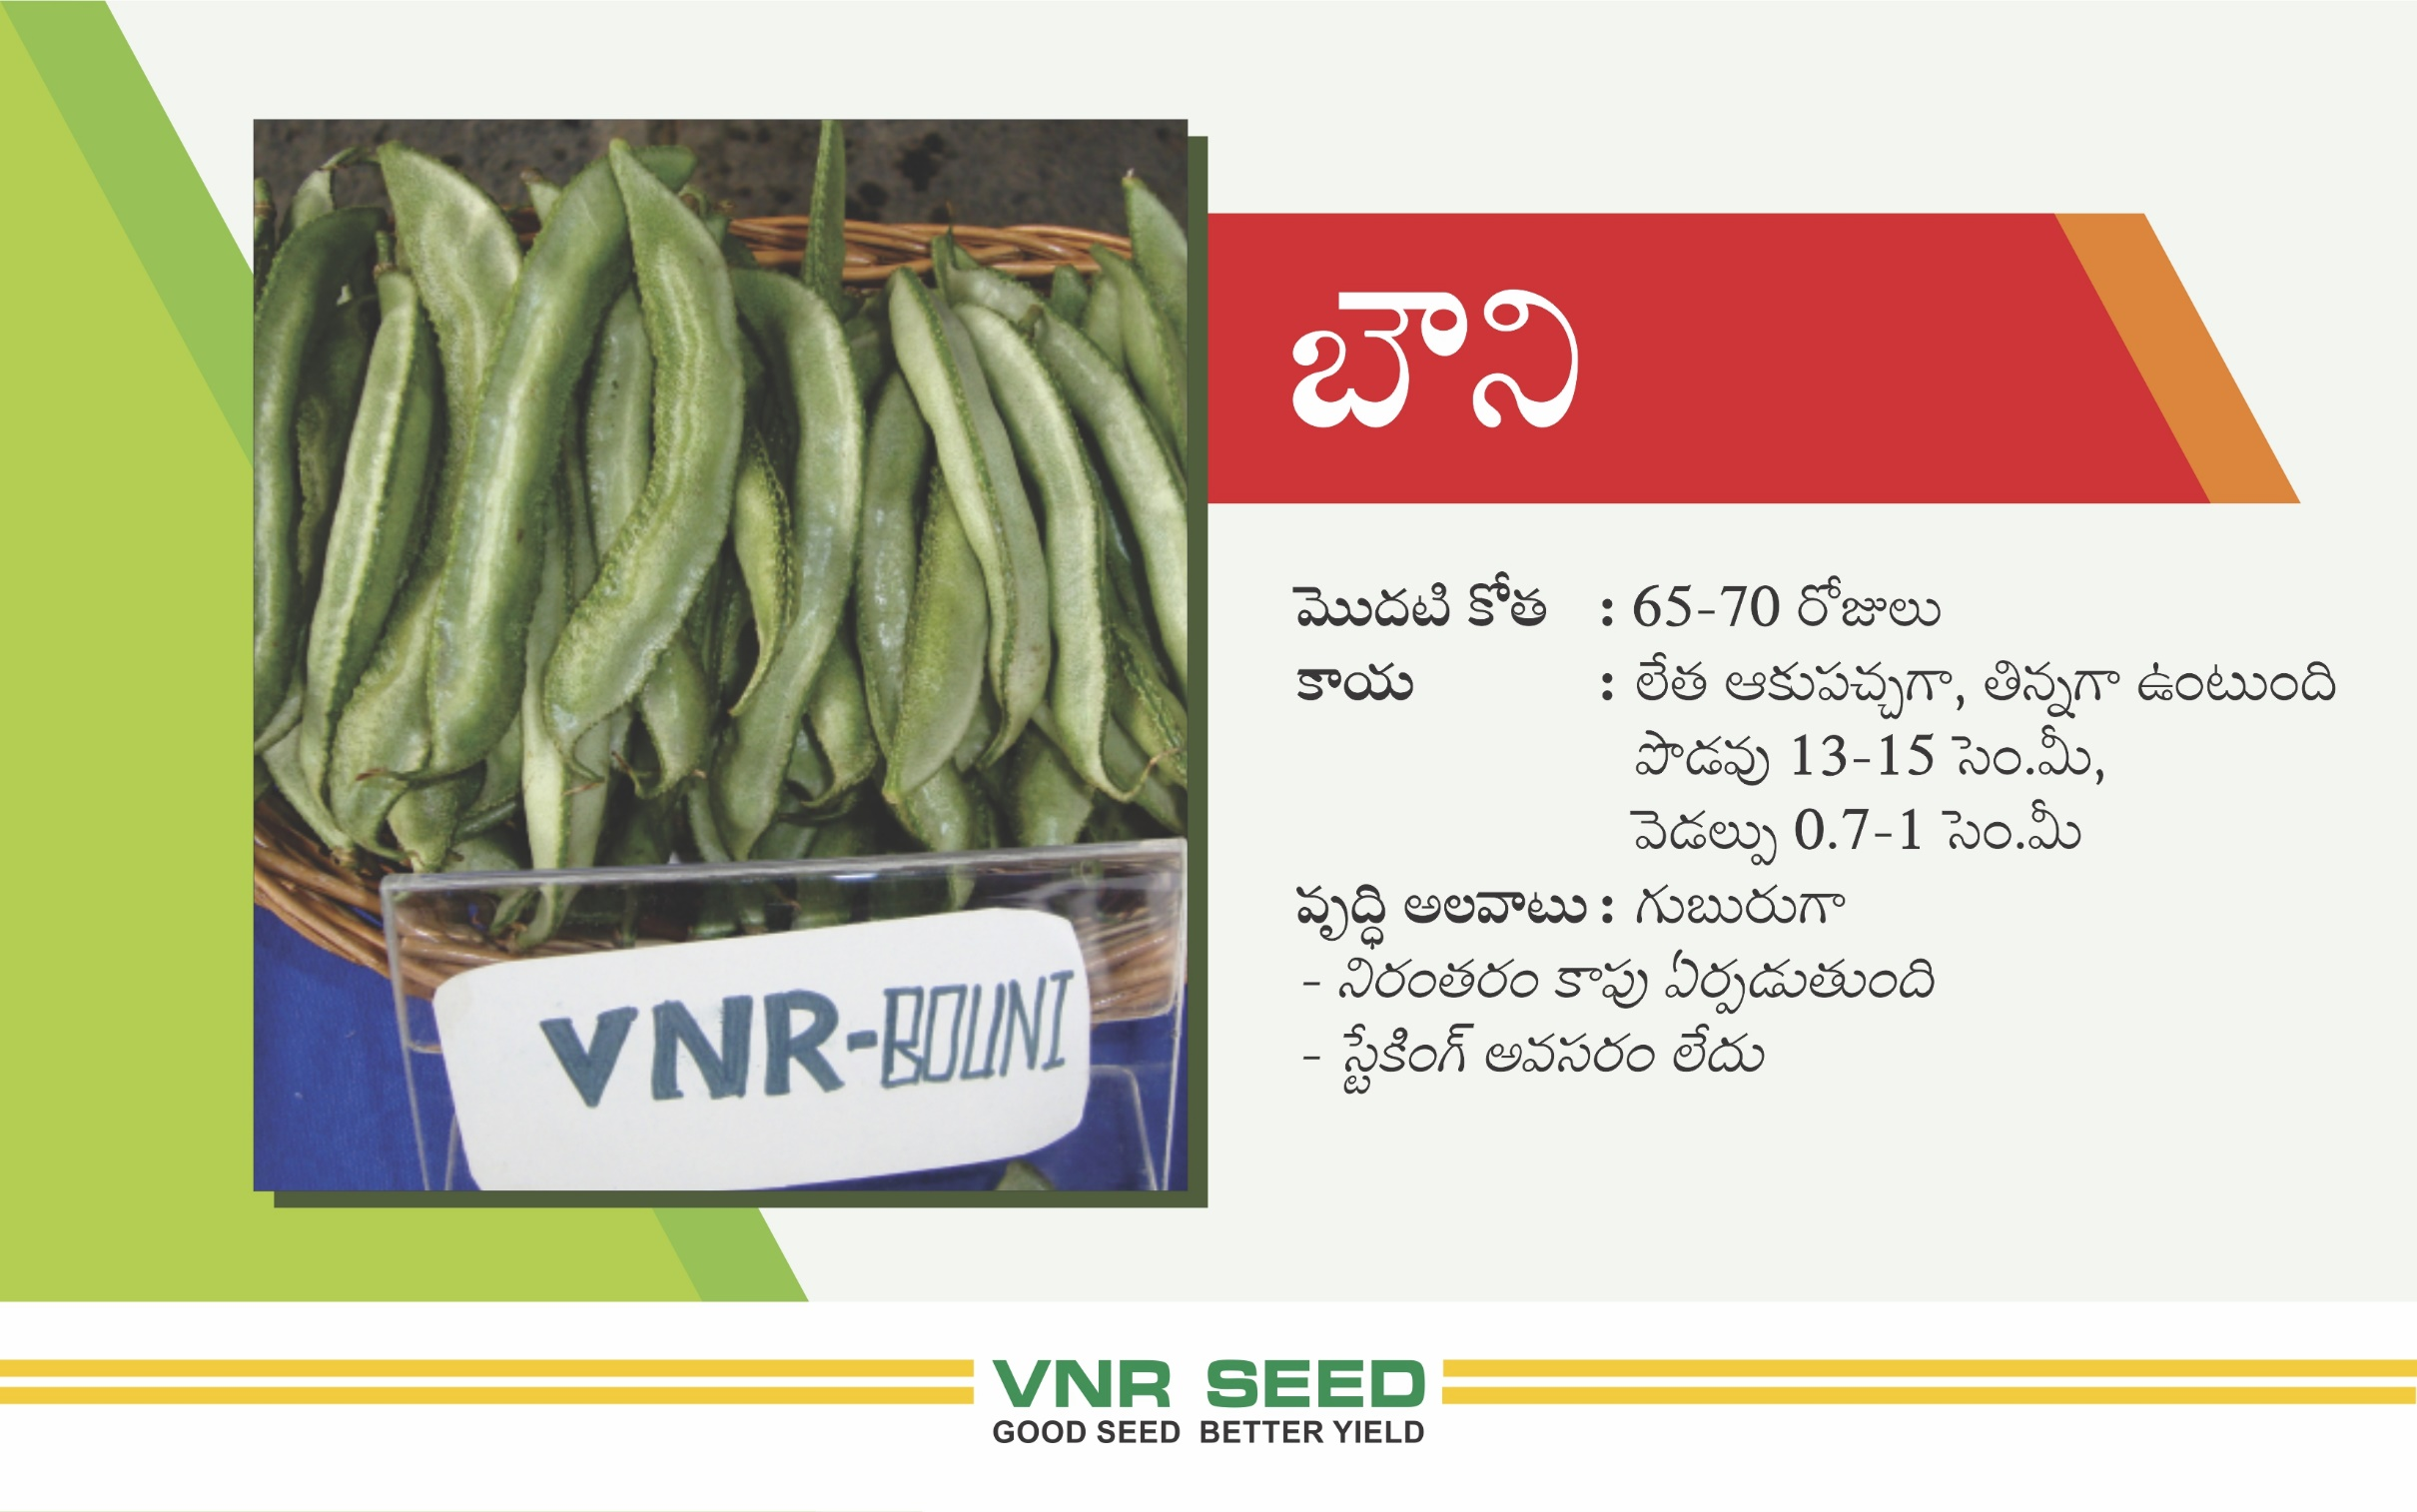 బౌని
మొదటి కోత : 65-70 రోజులు
కాయ : లేత ఆకుపచ్చగా, తిన్నగా ఉంటుంది
పొడవు 13-15 సెం.మీ,
వెడల్పు 0.7-1 సెం.మీ
వృద్ధి అలవాటు : గుబురుగా
- నిరంతరం కాపు ఏర్పడుతుంది
- స్టేకింగ్ అవసరం లేదు
VNR-BOUNI
VNR SEED
GOOD SEED BETTER YIELD